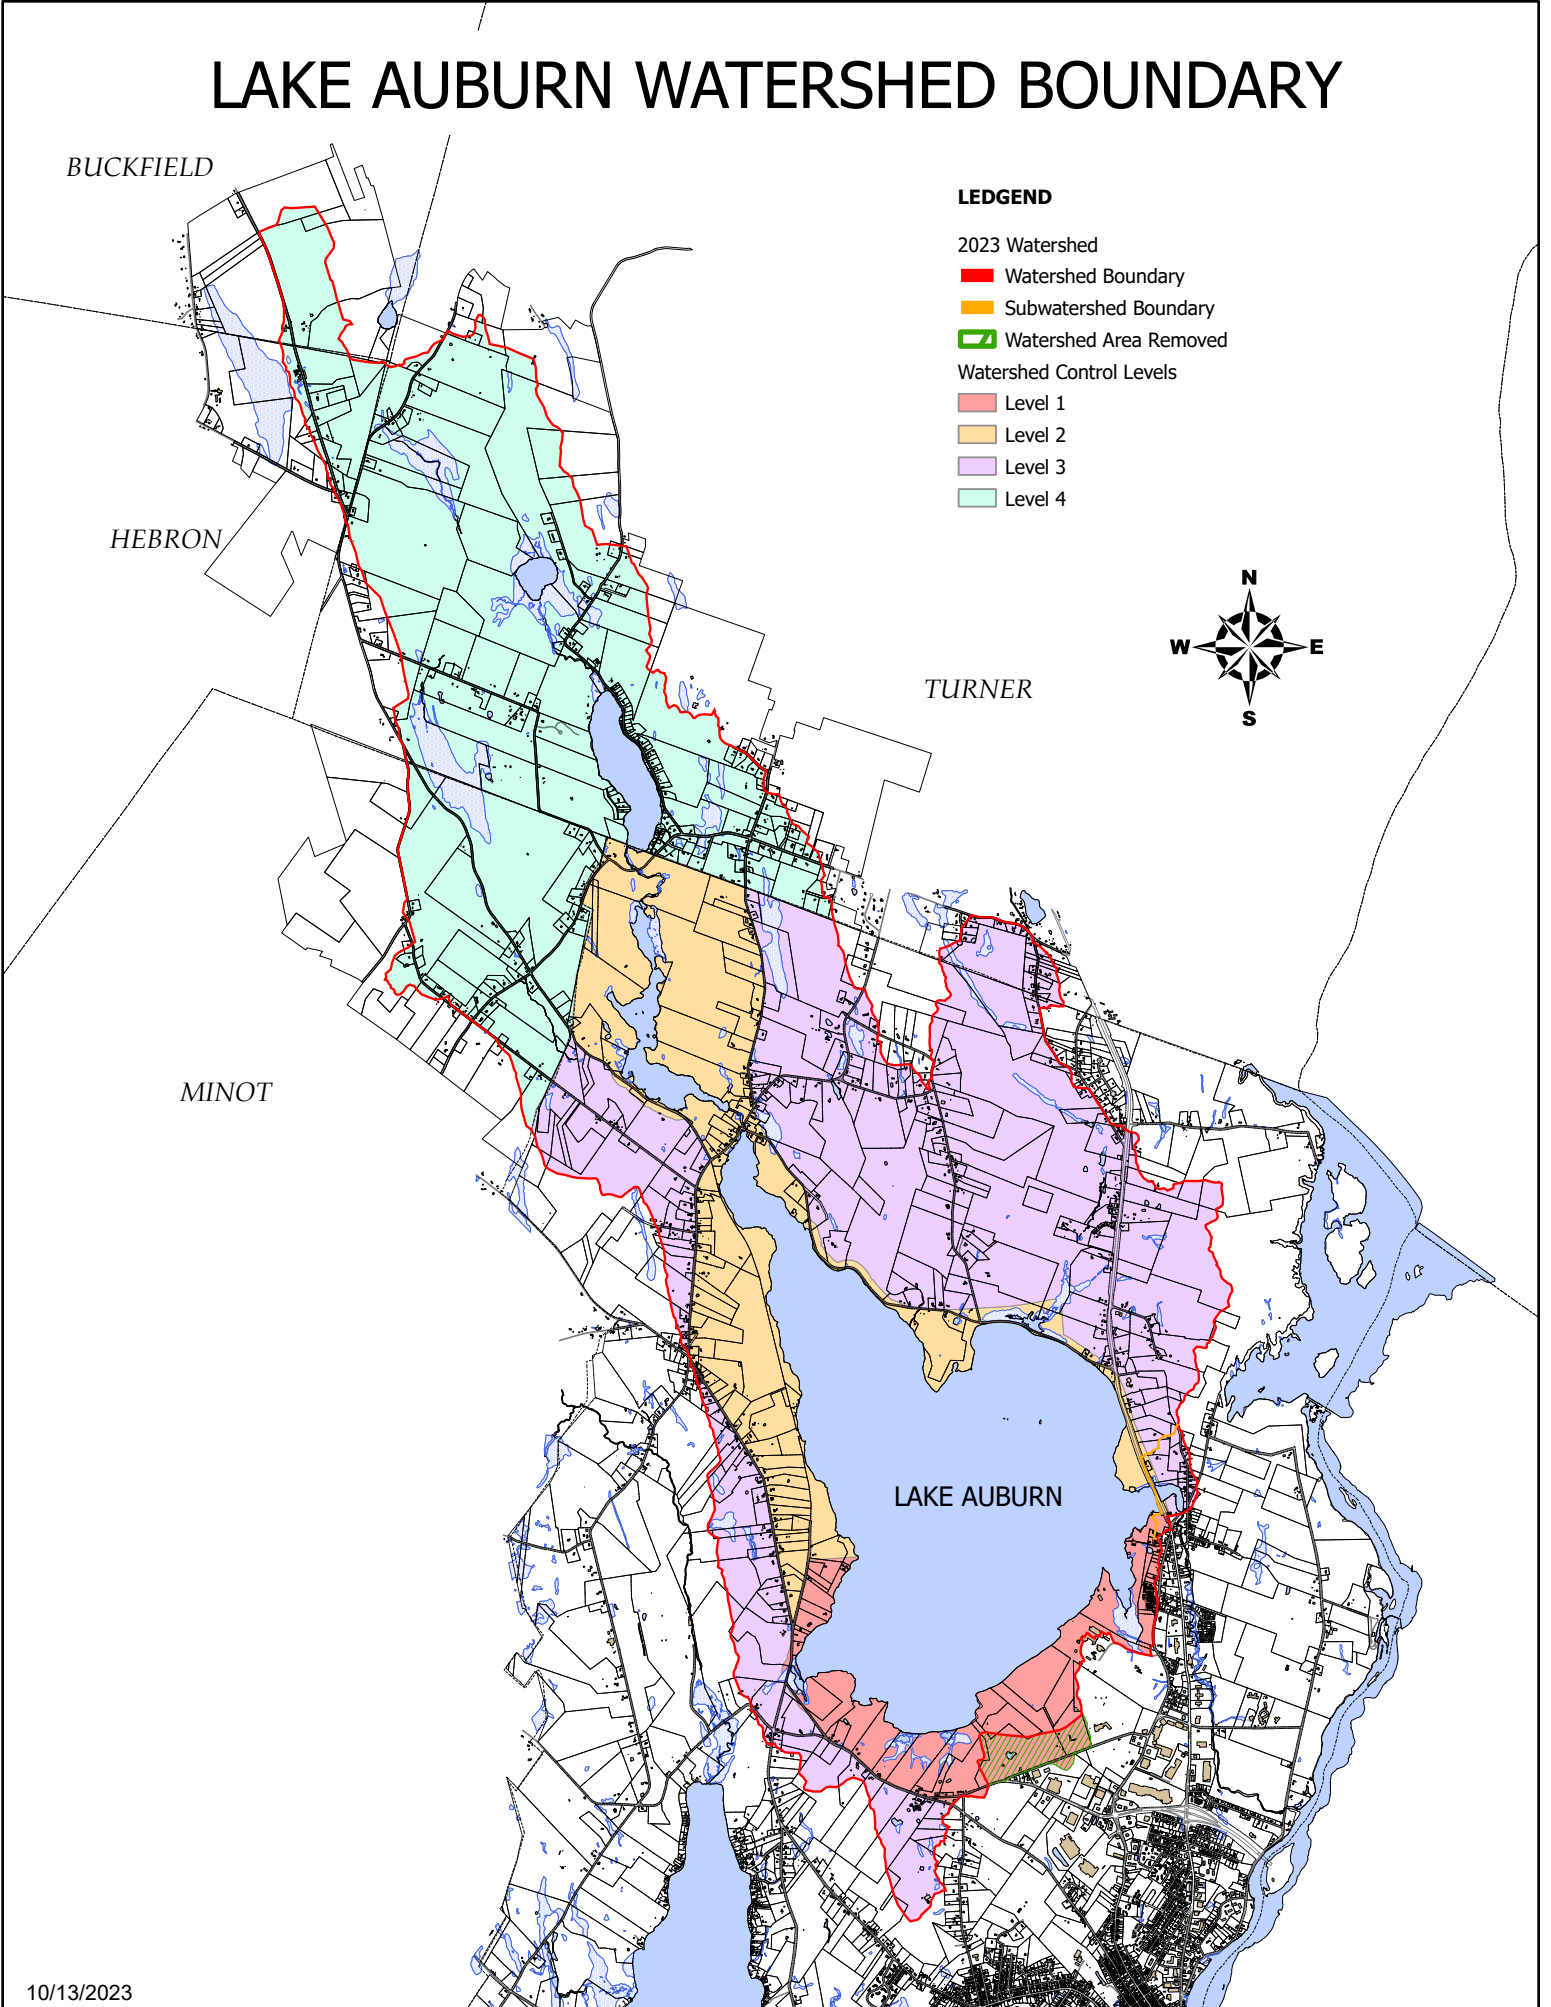 LAKE AUBURN WATERSHED BOUNDARY
BUCKFIELD
LEDGEND
2023 Watershed
Watershed Boundary
Subwatershed Boundary
Watershed Area Removed
Watershed Control Levels
Level 1
Level 2
Level 3
Level 4
HEBRON
N
W E
S
TURNER
MINOT
LAKE AUBURN
10/13/2023